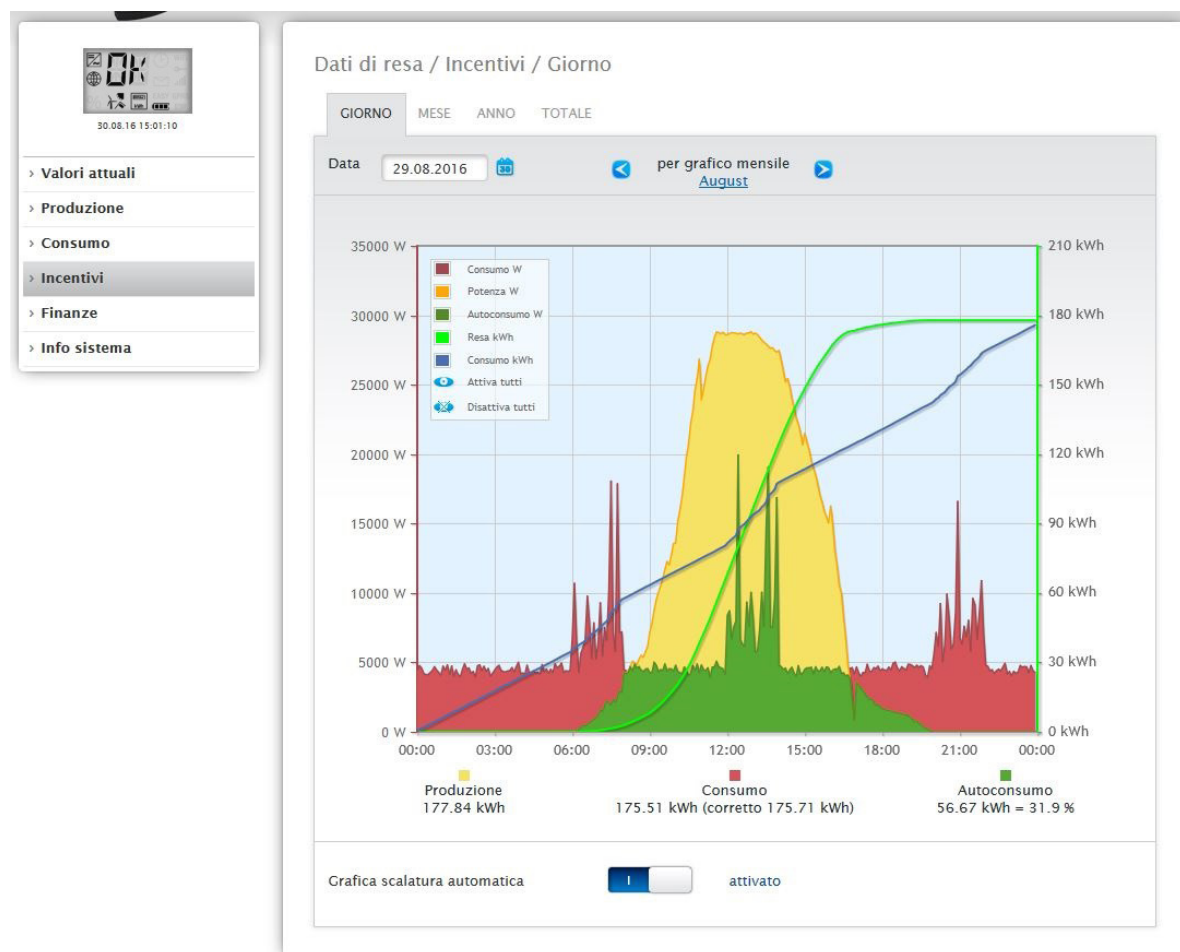 OK
30.08.16 15:01:10
› Valori attuali
› Produzione
› Consumo
› Incentivi
› Finanze
› Info sistema
Dati di resa / Incentivi / Giorno
GIORNO MESE ANNO TOTALE
Data 29.08.2016 per grafico mensile
August
35000 W
30000 W
25000 W
20000 W
15000 W
10000 W
5000 W
0 W
Consumo W
Potenza W
Autoconsumo W
Resa kWh
Consumo kWh
Attiva tutti
Disattiva tutti
210 kWh
180 kWh
150 kWh
120 kWh
90 kWh
60 kWh
30 kWh
0 kWh
00:00 03:00 06:00 09:00 12:00 15:00 18:00 21:00 00:00
Produzione
177.84 kWh
Consumo
175.51 kWh (corretto 175.71 kWh)
Autoconsumo
56.67 kWh = 31.9 %
Grafica scalatura automatica I attivato